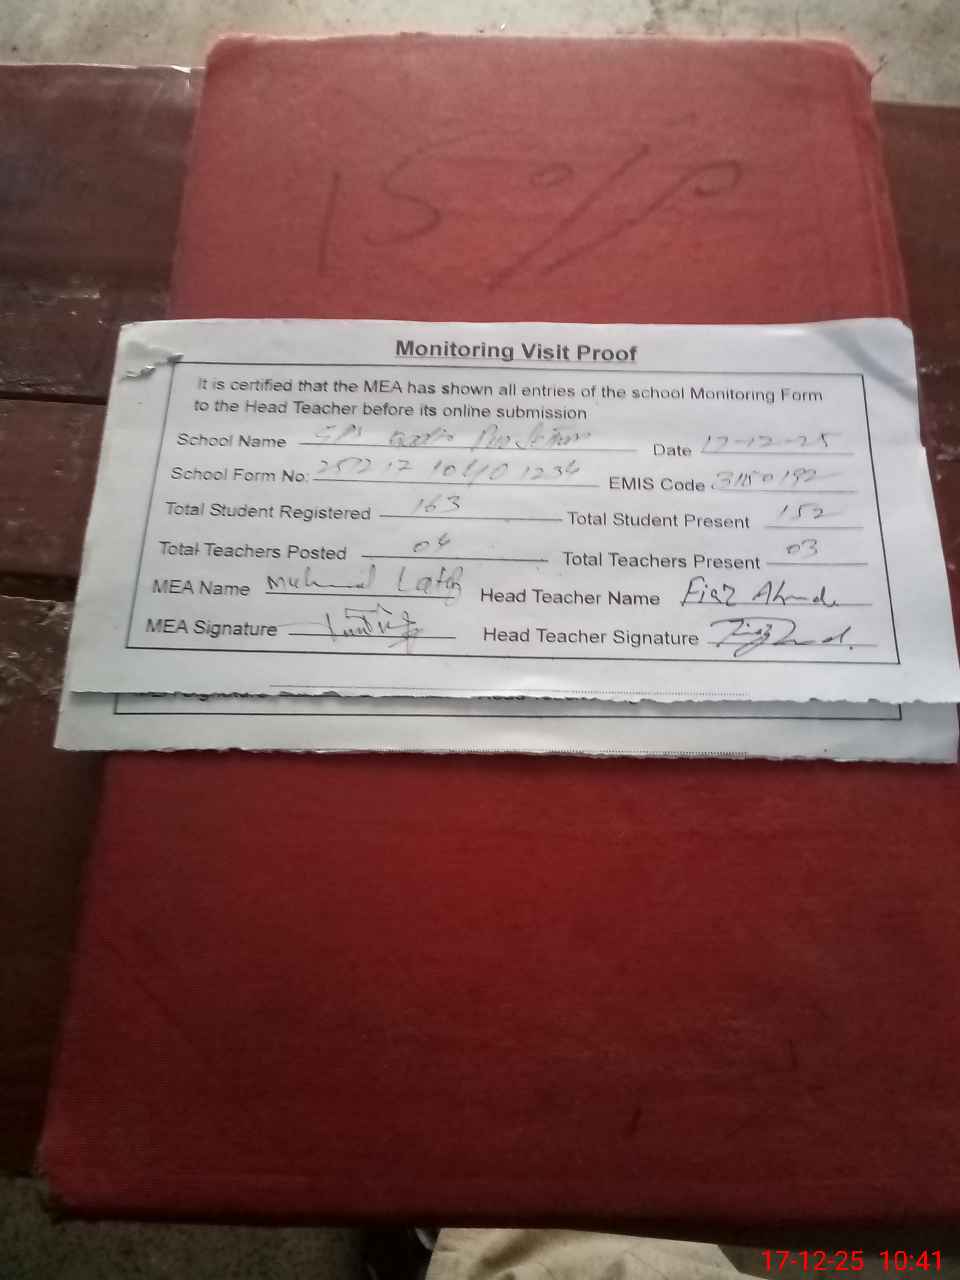 15 %
Monitoring Visit Proof
It is certified that the MEA has shown all entries of the school Monitoring Form
to the Head Teacher before its online submission
School Name Date 17-12-25
School Form No: EMIS Code
Total Student Registered 163 Total Student Present 152
Total Teachers Posted 04 Total Teachers Present 03
MEA Name Head Teacher Name Fiaz Ahmad
MEA Signature Head Teacher Signature
17-12-25 10:41